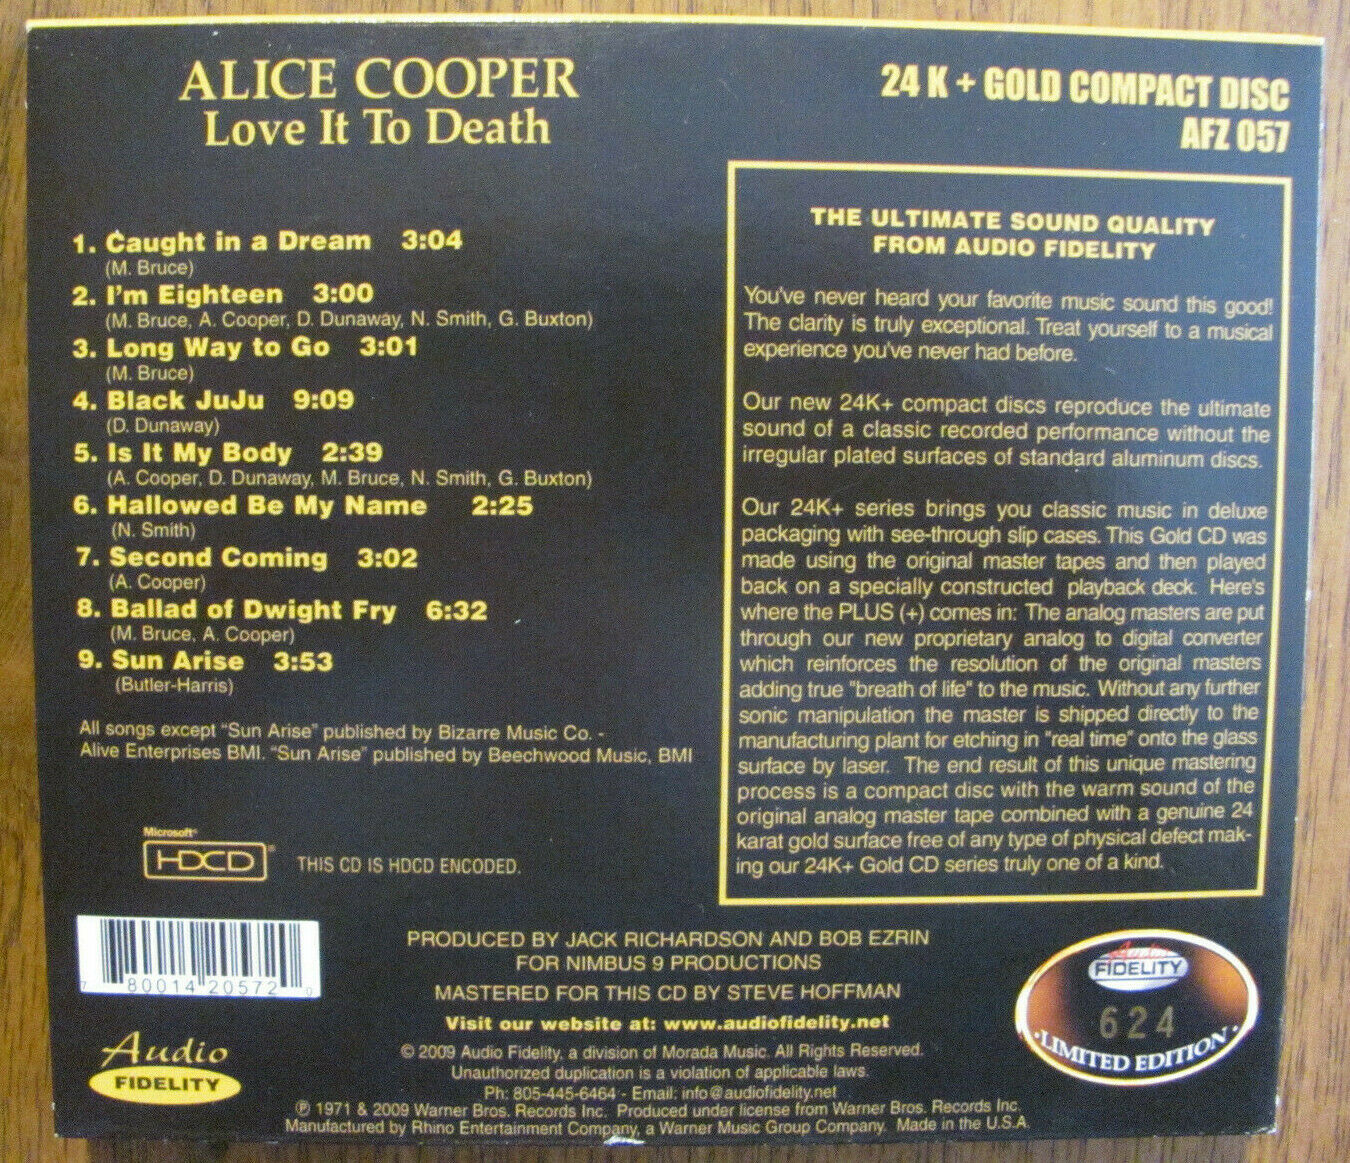 ALICE COOPER
Love It To Death
24 K + GOLD COMPACT DISC
AFZ 057
1. Caught in a Dream 3:04
(M. Bruce)
2. I'm Eighteen 3:00
(M. Bruce, A. Cooper, D. Dunaway, N. Smith, G. Buxton)
3. Long Way to Go 3:01
(M. Bruce)
4. Black JuJu 9:09
(D. Dunaway)
5. Is It My Body 2:39
(A. Cooper, D. Dunaway, M. Bruce, N. Smith, G. Buxton)
6. Hallowed Be My Name 2:25
(N. Smith)
7. Second Coming 3:02
(A. Cooper)
8. Ballad of Dwight Fry 6:32
(M. Bruce, A. Cooper)
9. Sun Arise 3:53
(Butler-Harris)
All songs except "Sun Arise" published by Bizarre Music Co. -
Alive Enterprises BMI. "Sun Arise" published by Beechwood Music, BMI
THE ULTIMATE SOUND QUALITY
FROM AUDIO FIDELITY
You've never heard your favorite music sound this good!
The clarity is truly exceptional. Treat yourself to a musical
experience you've never had before.
Our new 24K+ compact discs reproduce the ultimate
sound of a classic recorded performance without the
irregular plated surfaces of standard aluminum discs.
Our 24K+ series brings you classic music in deluxe
packaging with see-through slip cases. This Gold CD was
made using the original master tapes and then played
back on a specially constructed playback deck. Here's
where the PLUS (+) comes in: The analog masters are put
through our new proprietary analog to digital converter
which reinforces the resolution of the original masters
adding true "breath of life" to the music. Without any further
sonic manipulation the master is shipped directly to the
manufacturing plant for etching in "real time" onto the glass
surface by laser. The end result of this unique mastering
process is a compact disc with the warm sound of the
original analog master tape combined with a genuine 24
karat gold surface free of any type of physical defect mak-
ing our 24K+ Gold CD series truly one of a kind.
Microsoft®
HDCD® THIS CD IS HDCD ENCODED.
7 80014 20572 0
PRODUCED BY JACK RICHARDSON AND BOB EZRIN
FOR NIMBUS 9 PRODUCTIONS
MASTERED FOR THIS CD BY STEVE HOFFMAN
Visit our website at: www.audiofidelity.net
© 2009 Audio Fidelity, a division of Morada Music. All Rights Reserved.
Unauthorized duplication is a violation of applicable laws.
Ph: 805-445-6464 - Email: info@audiofidelity.net
℗ 1971 & 2009 Warner Bros. Records Inc. Produced under license from Warner Bros. Records Inc.
Manufactured by Rhino Entertainment Company, a Warner Music Group Company. Made in the U.S.A.
Audio
FIDELITY
Audio
FIDELITY
624
·LIMITED EDITION·